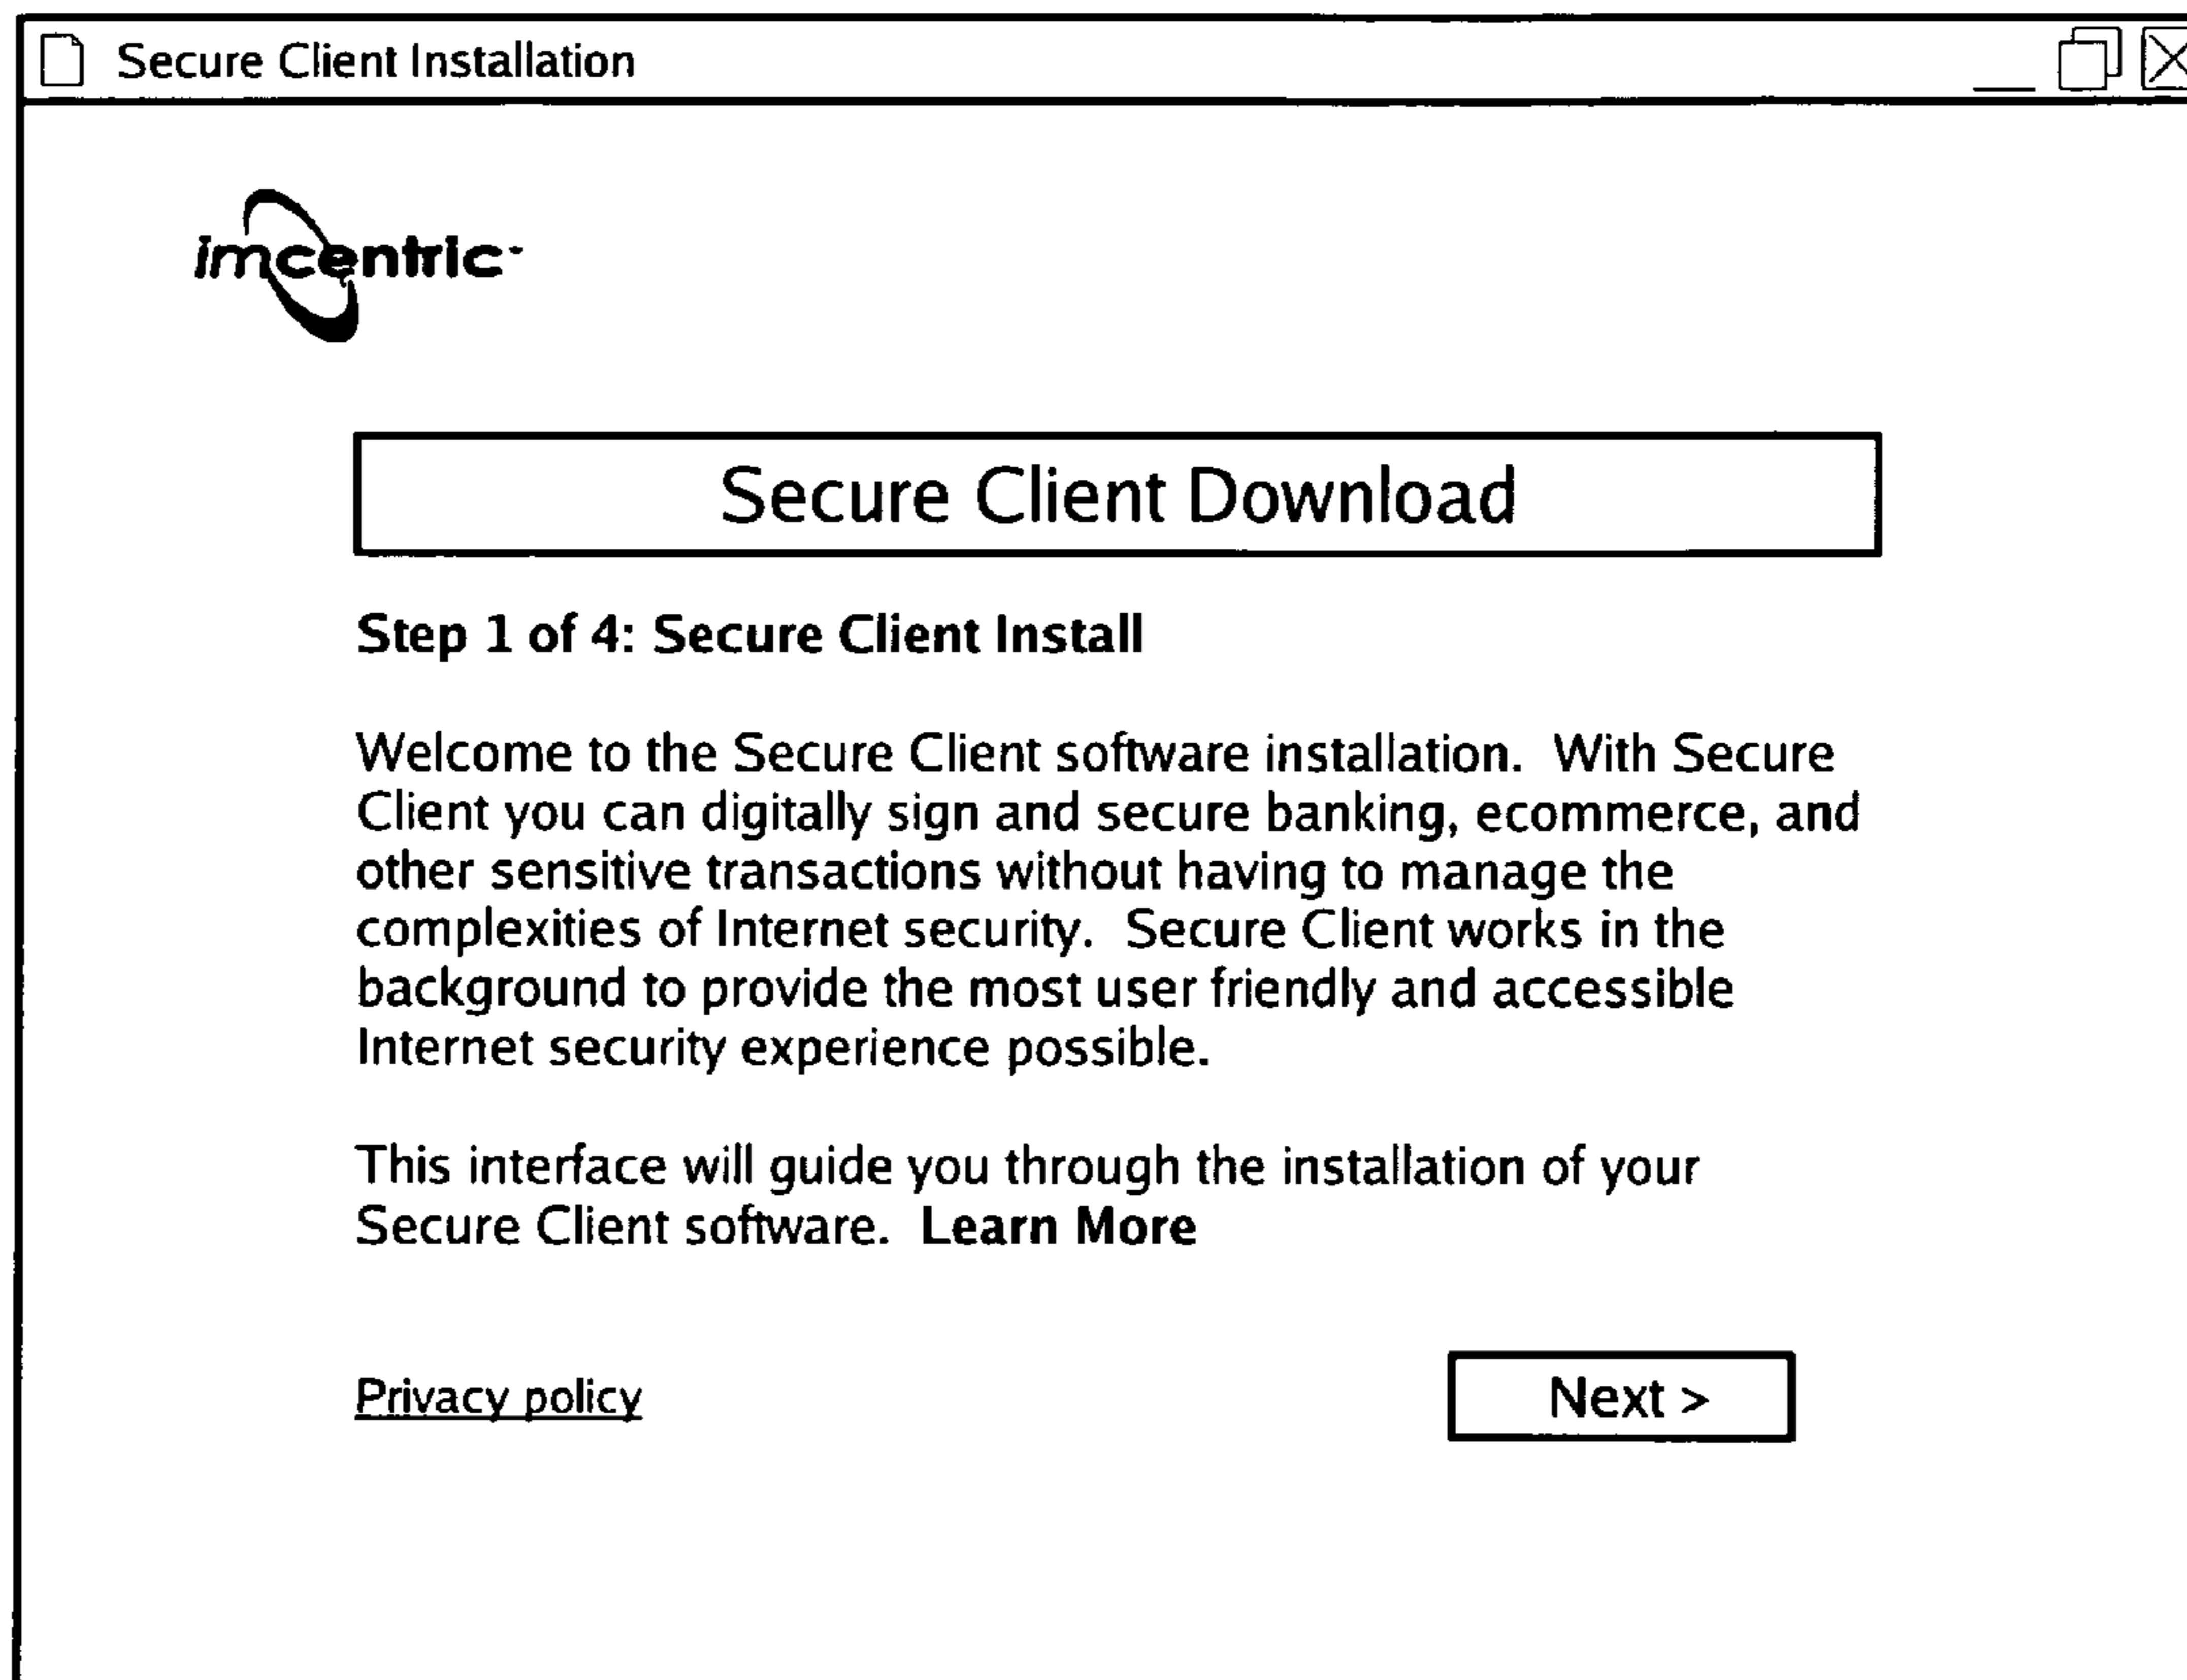 Secure Client Installation
imcentric
Secure Client Download
Step 1 of 4: Secure Client Install
Welcome to the Secure Client software installation.  With Secure
Client you can digitally sign and secure banking, ecommerce, and
other sensitive transactions without having to manage the
complexities of Internet security.  Secure Client works in the
background to provide the most user friendly and accessible
Internet security experience possible.
This interface will guide you through the installation of your
Secure Client software.  Learn More
Privacy policy
Next >